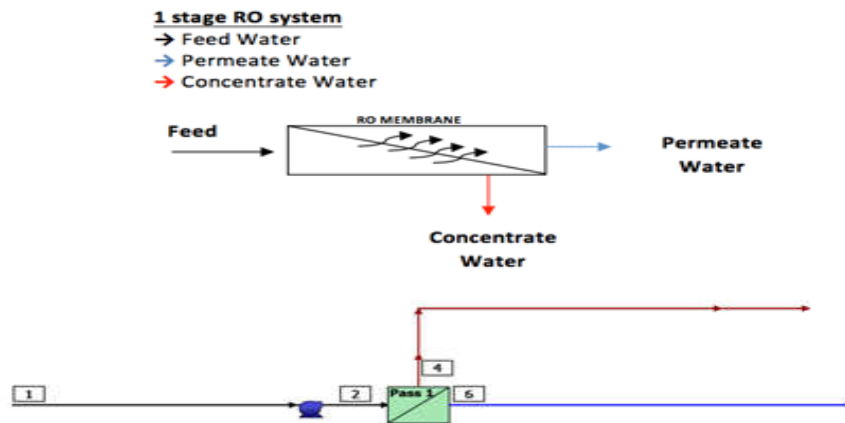 1 stage RO system
→ Feed Water
→ Permeate Water
→ Concentrate Water
RO MEMBRANE
Feed
Permeate
Water
Concentrate
Water
4
1
2
Pass 1
6